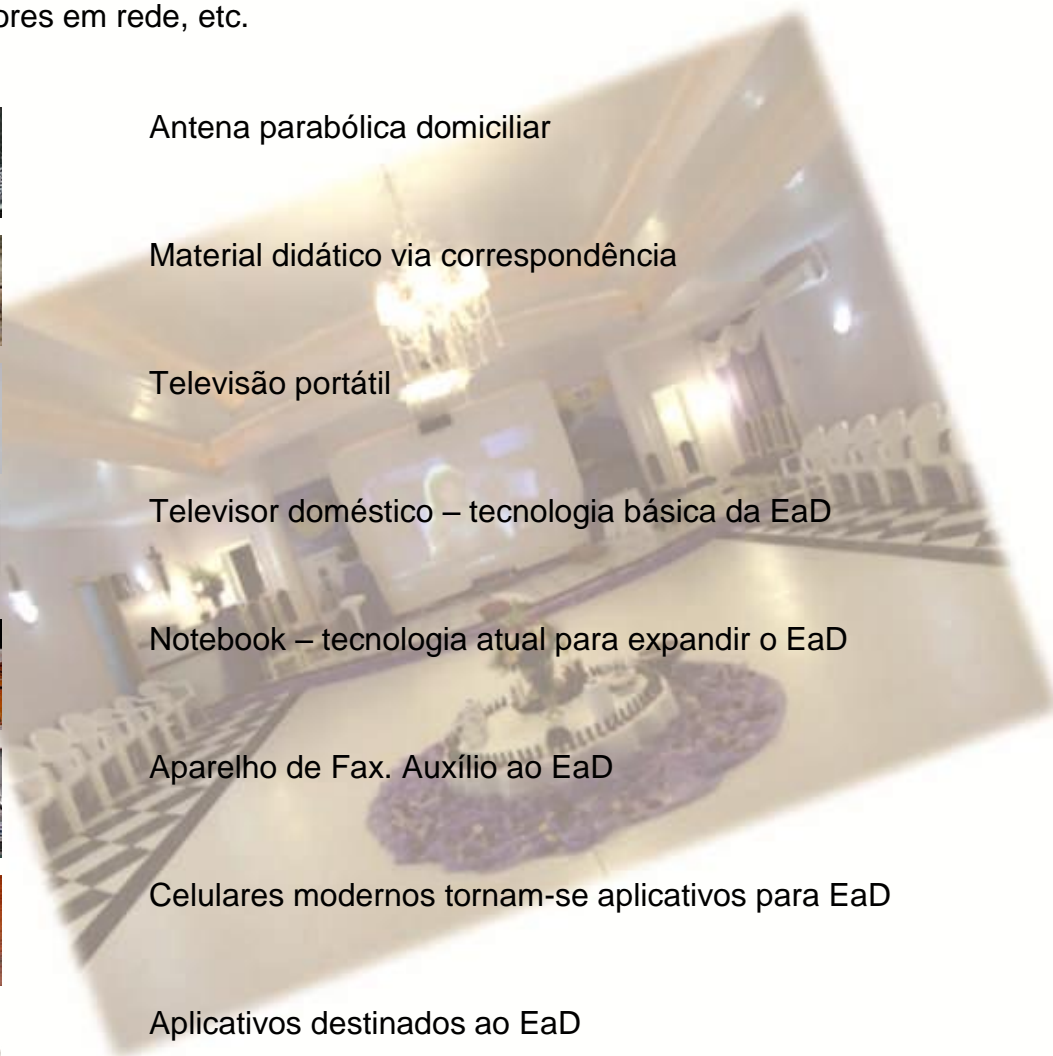 ores em rede, etc.
Antena parabólica domiciliar
Material didático via correspondência
Televisão portátil
Televisor doméstico – tecnologia básica da EaD
Notebook – tecnologia atual para expandir o EaD
Aparelho de Fax. Auxílio ao EaD
Celulares modernos tornam-se aplicativos para EaD
Aplicativos destinados ao EaD